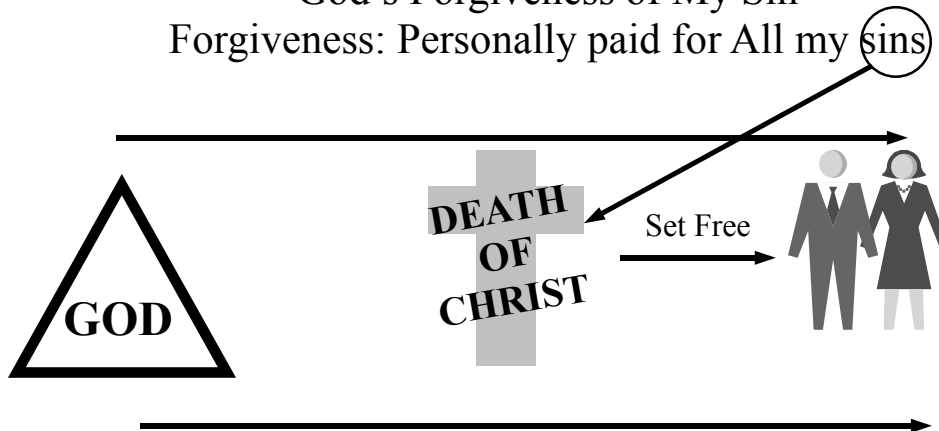 God's Forgiveness of My Sin
Forgiveness: Personally paid for All my sins
DEATH
OF
CHRIST
Set Free
GOD